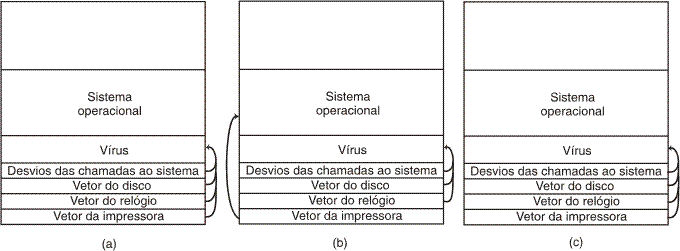 Sistema
operacional
Vírus
Desvios das chamadas ao sistema
Vetor do disco
Vetor do relógio
Vetor da impressora
(a)
Sistema
operacional
Vírus
Desvios das chamadas ao sistema
Vetor do disco
Vetor do relógio
Vetor da impressora
(b)
Sistema
operacional
Vírus
Desvios das chamadas ao sistema
Vetor do disco
Vetor do relógio
Vetor da impressora
(c)